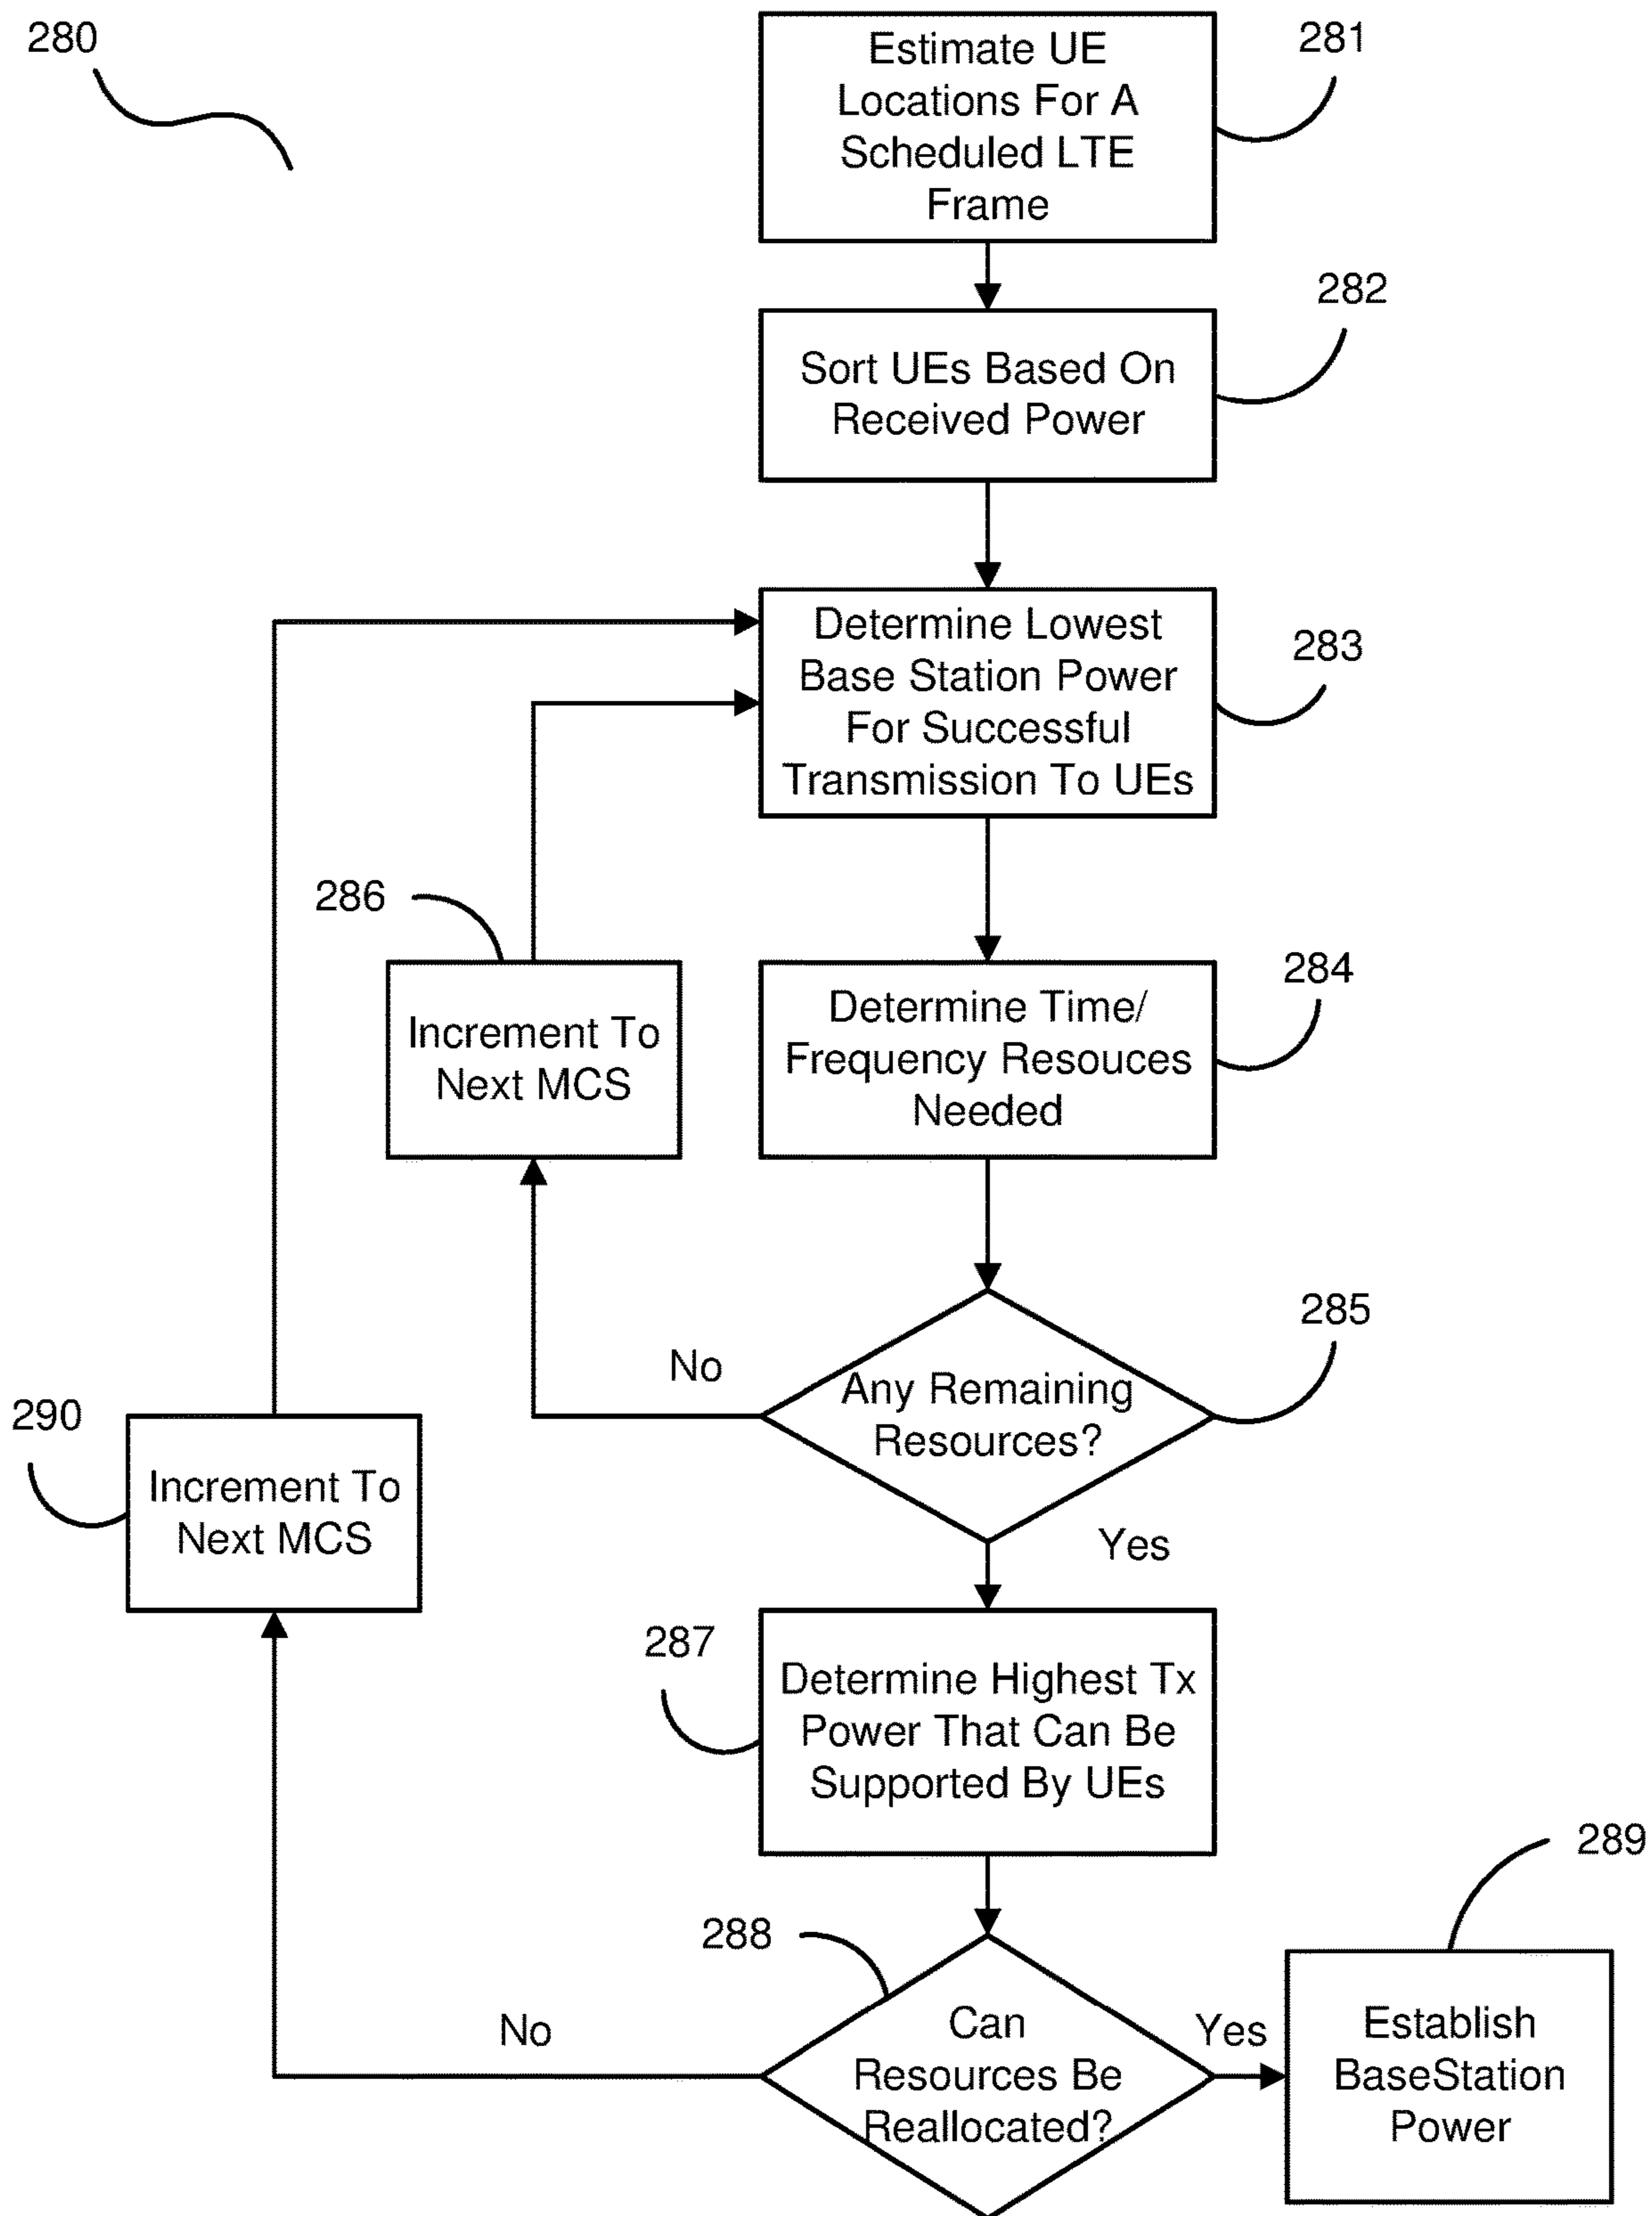 280
281
Estimate UE
Locations For A
Scheduled LTE
Frame
282
Sort UEs Based On
Received Power
283
Determine Lowest
Base Station Power
For Successful
Transmission To UEs
286
Increment To
Next MCS
284
Determine Time/
Frequency Resouces
Needed
285
No
Any Remaining
Resources?
Yes
290
Increment To
Next MCS
287
Determine Highest Tx
Power That Can Be
Supported By UEs
288
No
Can
Resources Be
Reallocated?
Yes
289
Establish
BaseStation
Power